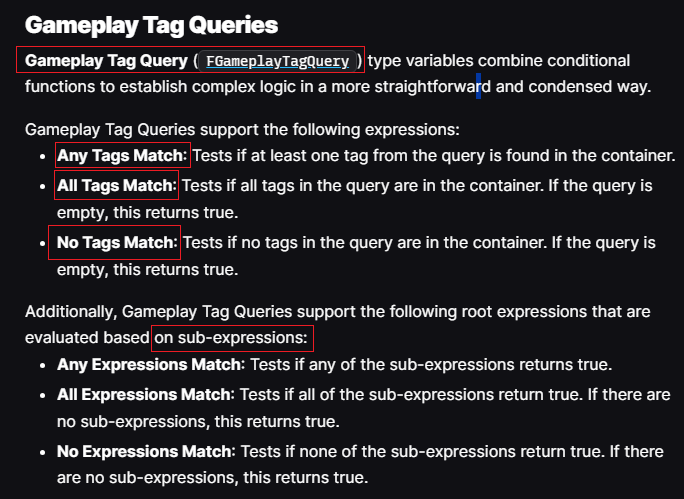 Gameplay Tag Queries
Gameplay Tag Query (FGameplayTagQuery) type variables combine conditional
functions to establish complex logic in a more straightforward and condensed way.
Gameplay Tag Queries support the following expressions:
• Any Tags Match: Tests if at least one tag from the query is found in the container.
• All Tags Match: Tests if all tags in the query are in the container. If the query is
empty, this returns true.
• No Tags Match: Tests if no tags in the query are in the container. If the query is
empty, this returns true.
Additionally, Gameplay Tag Queries support the following root expressions that are
evaluated based on sub-expressions:
• Any Expressions Match: Tests if any of the sub-expressions returns true.
• All Expressions Match: Tests if all of the sub-expressions return true. If there are
no sub-expressions, this returns true.
• No Expressions Match: Tests if none of the sub-expressions return true. If there
are no sub-expressions, this returns true.